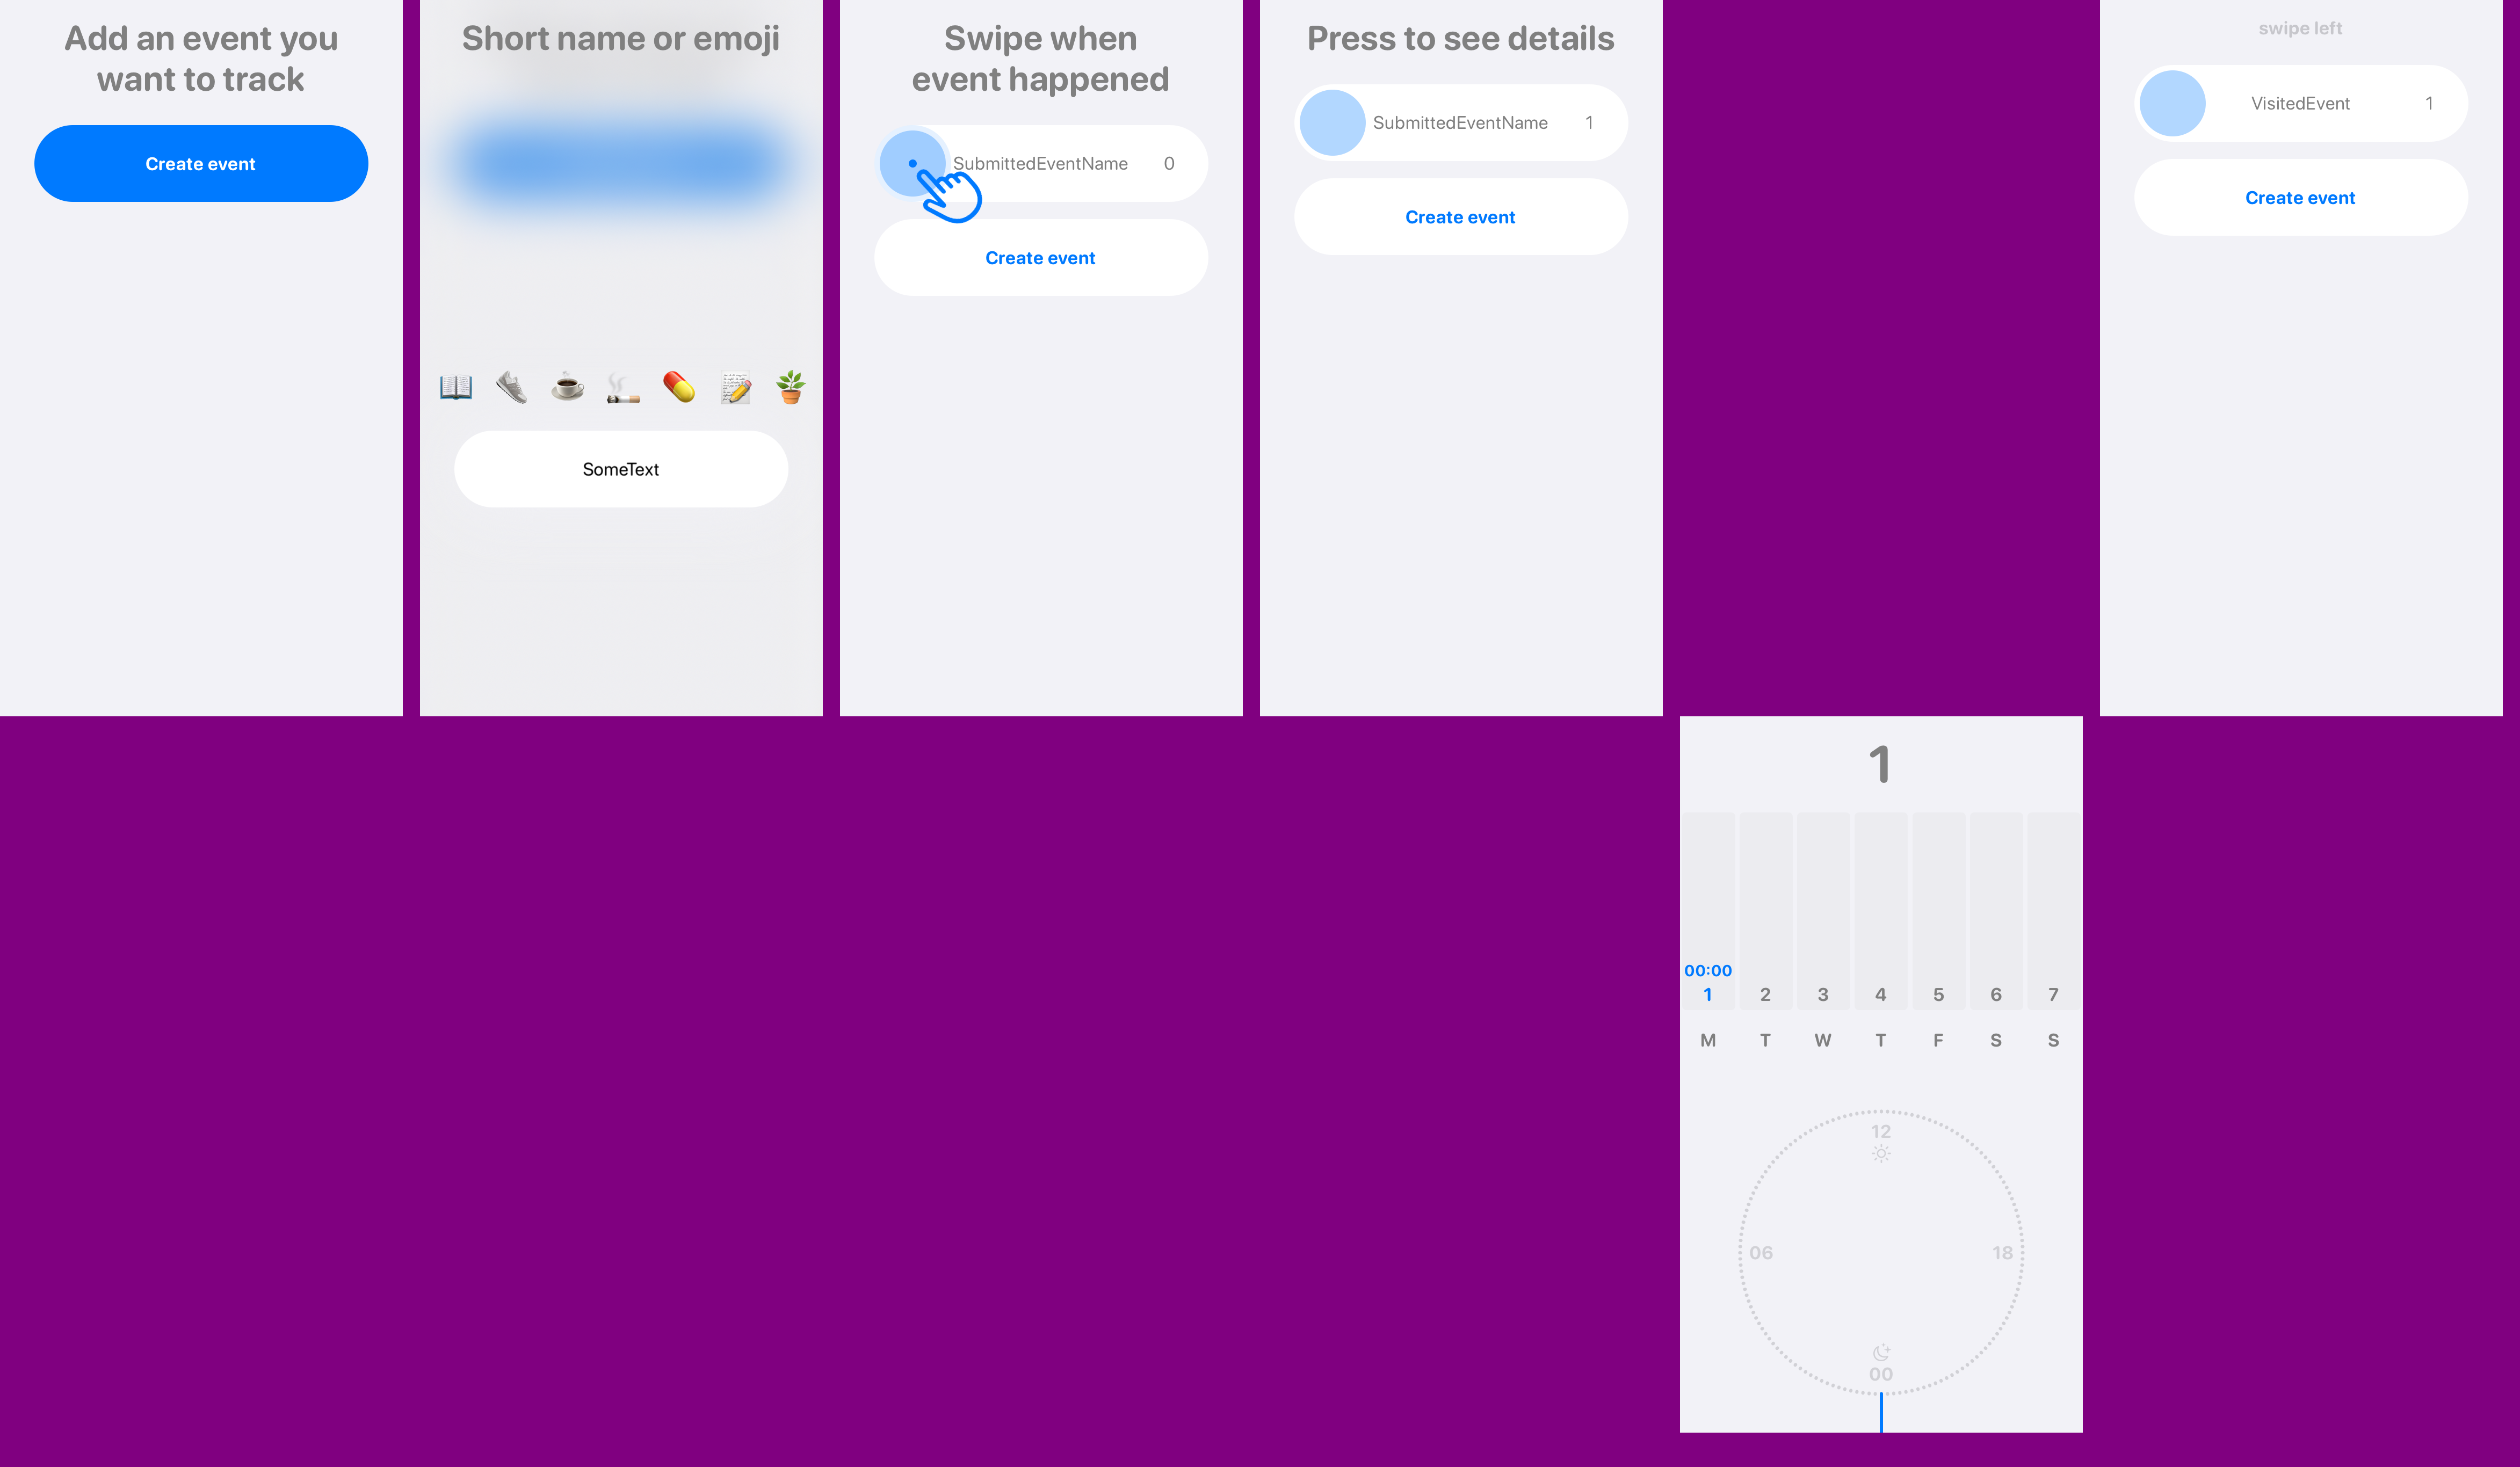 Add an event you
want to track
Create event
Short name or emoji
SomeText
Swipe when
event happened
SubmittedEventName 0
Create event
Press to see details
SubmittedEventName 1
Create event
swipe left
VisitedEvent 1
Create event
1
00:00
1 2 3 4 5 6 7
M T W T F S S
12
06 18
00